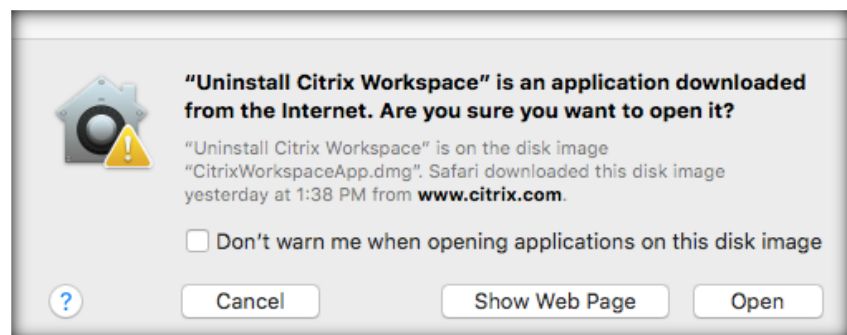 “Uninstall Citrix Workspace” is an application downloaded
from the Internet. Are you sure you want to open it?
“Uninstall Citrix Workspace” is on the disk image
“CitrixWorkspaceApp.dmg”. Safari downloaded this disk image
yesterday at 1:38 PM from www.citrix.com.
Don’t warn me when opening applications on this disk image
? Cancel Show Web Page Open